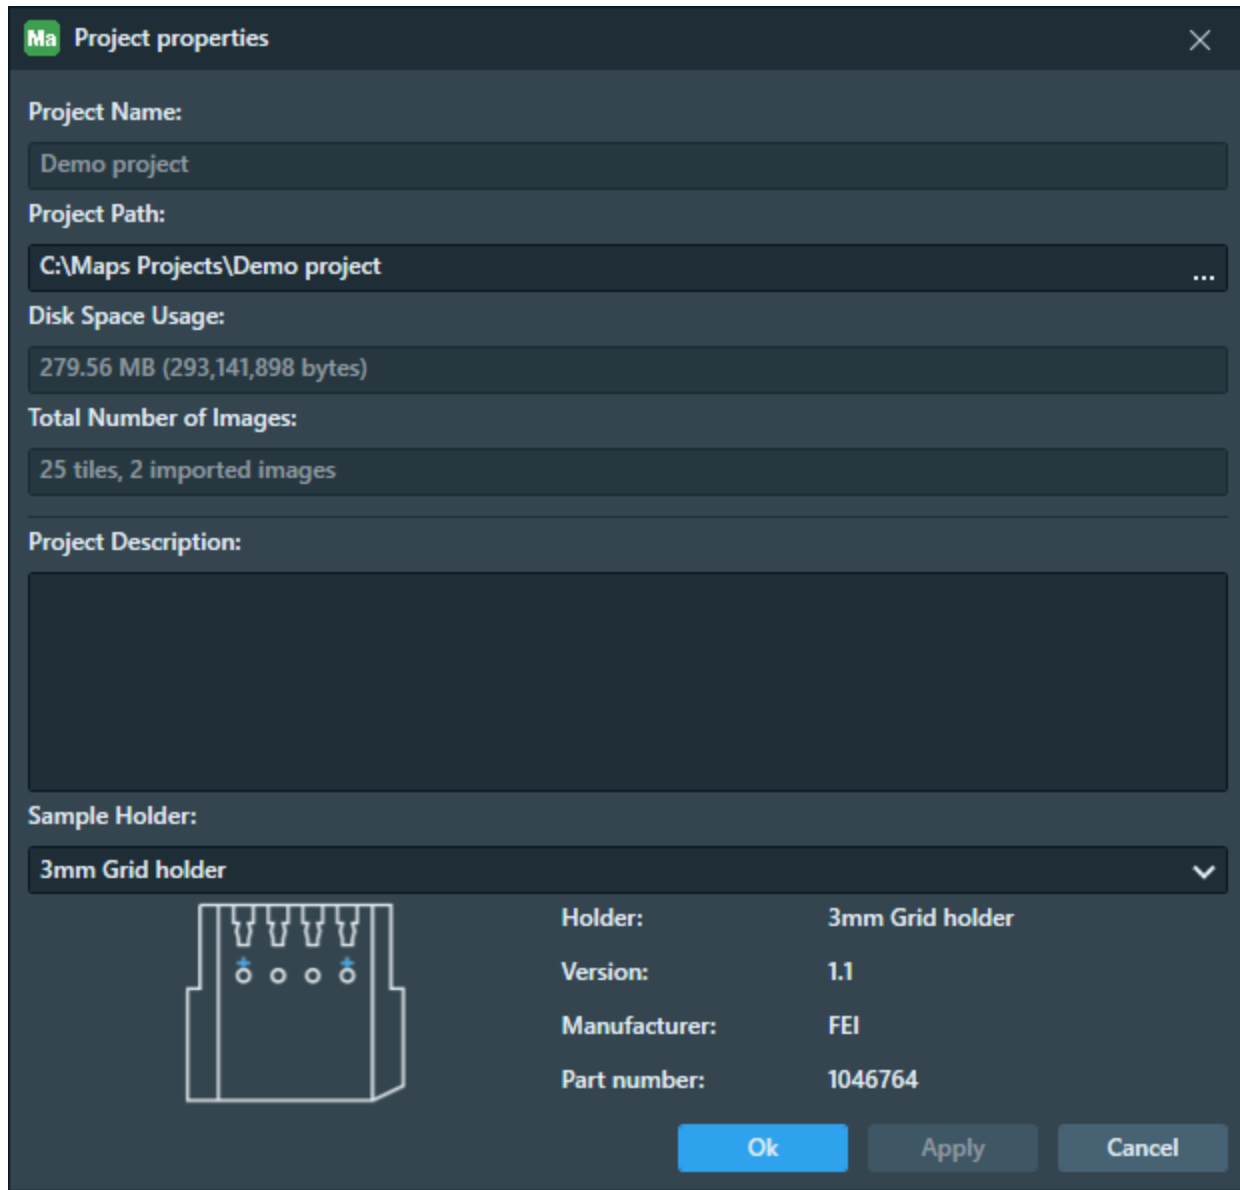 Ma Project properties
Project Name:
Demo project
Project Path:
C:\Maps Projects\Demo project ...
Disk Space Usage:
279.56 MB (293,141,898 bytes)
Total Number of Images:
25 tiles, 2 imported images
Project Description:
Sample Holder:
3mm Grid holder
Holder: 3mm Grid holder
Version: 1.1
Manufacturer: FEI
Part number: 1046764
Ok Apply Cancel